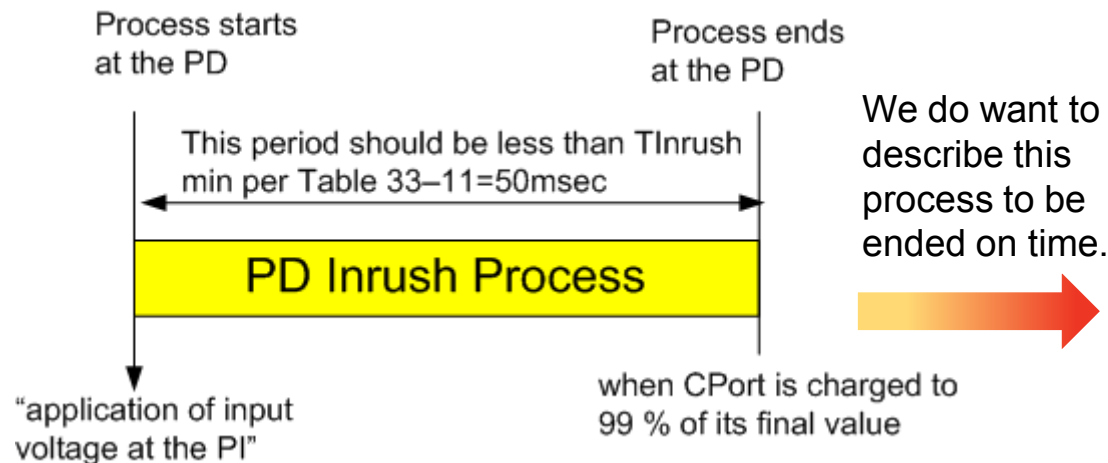 Process starts
at the PD
Process ends
at the PD
This period should be less than TInrush
min per Table 33–11=50msec
We do want to
describe this
process to be
ended on time.
PD Inrush Process
“application of input
voltage at the PI”
when CPort is charged to
99 % of its final value